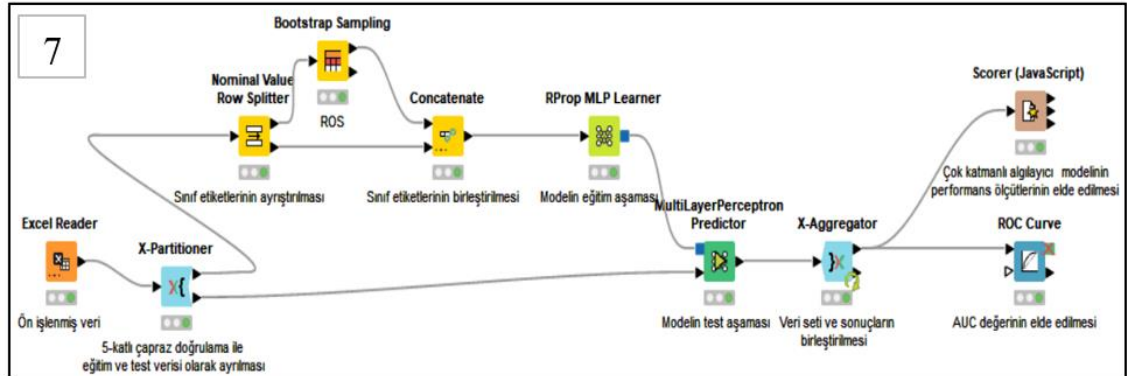 7
Bootstrap Sampling
ROS
Nominal Value
Row Splitter
Sınıf etiketlerinin ayrıştırılması
Concatenate
Sınıf etiketlerinin birleştirilmesi
RProp MLP Learner
Modelin eğitim aşaması
Scorer (JavaScript)
Çok katmanlı algılayıcı modelinin
performans ölçütlerinin elde edilmesi
Excel Reader
Ön işlenmiş veri
X-Partitioner
5-katlı çapraz doğrulama ile
eğitim ve test verisi olarak ayrılması
MultiLayerPerceptron
Predictor
Modelin test aşaması
X-Aggregator
Veri seti ve sonuçların
birleştirilmesi
ROC Curve
AUC değerinin elde edilmesi